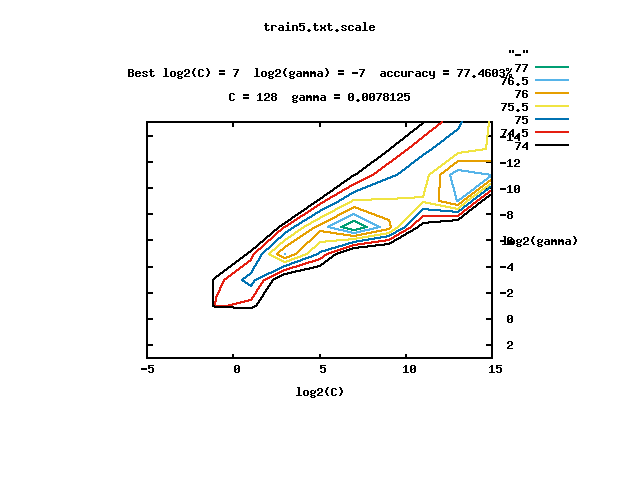 train5.txt.scale
"-"
Best log2(C) = 7  log2(gamma) = -7  accuracy = 77.4603%
77
76.5
C = 128  gamma = 0.0078125
76
75.5
75
74.5
-14
74
-12
-10
-8
-6
log2(gamma)
-4
-2
0
2
-5 0 5 10 15
log2(C)